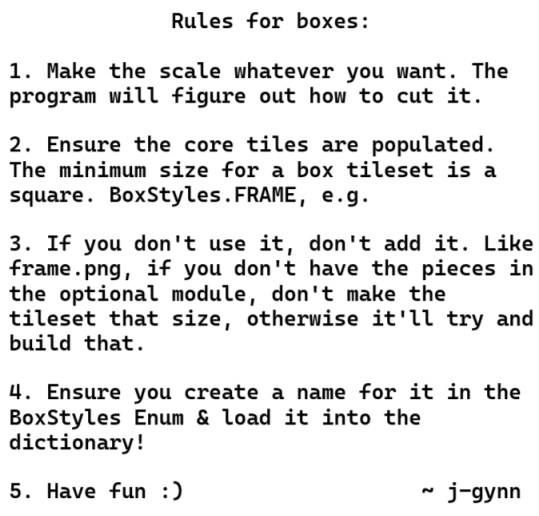 Rules for boxes:
1. Make the scale whatever you want. The
program will figure out how to cut it.
2. Ensure the core tiles are populated.
The minimum size for a box tileset is a
square. BoxStyles.FRAME, e.g.
3. If you don't use it, don't add it. Like
frame.png, if you don't have the pieces in
the optional module, don't make the
tileset that size, otherwise it'll try and
build that.
4. Ensure you create a name for it in the
BoxStyles Enum & load it into the
dictionary!
5. Have fun :) ~ j-gynn